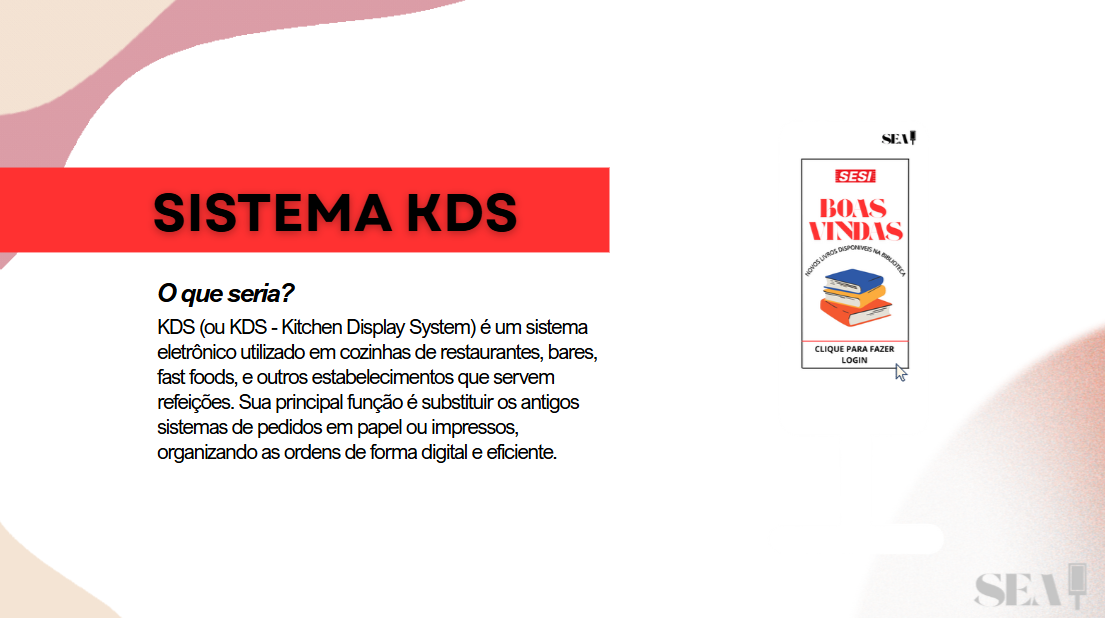 SISTEMA KDS
O que seria?
KDS (ou KDS - Kitchen Display System) é um sistema
eletrônico utilizado em cozinhas de restaurantes, bares,
fast foods, e outros estabelecimentos que servem
refeições. Sua principal função é substituir os antigos
sistemas de pedidos em papel ou impressos,
organizando as ordens de forma digital e eficiente.
SEA
SESI
BOAS
VINDAS
NOVOS LIVROS DISPONIVEIS NA BIBLIOTECA
CLIQUE PARA FAZER
LOGIN
SEA